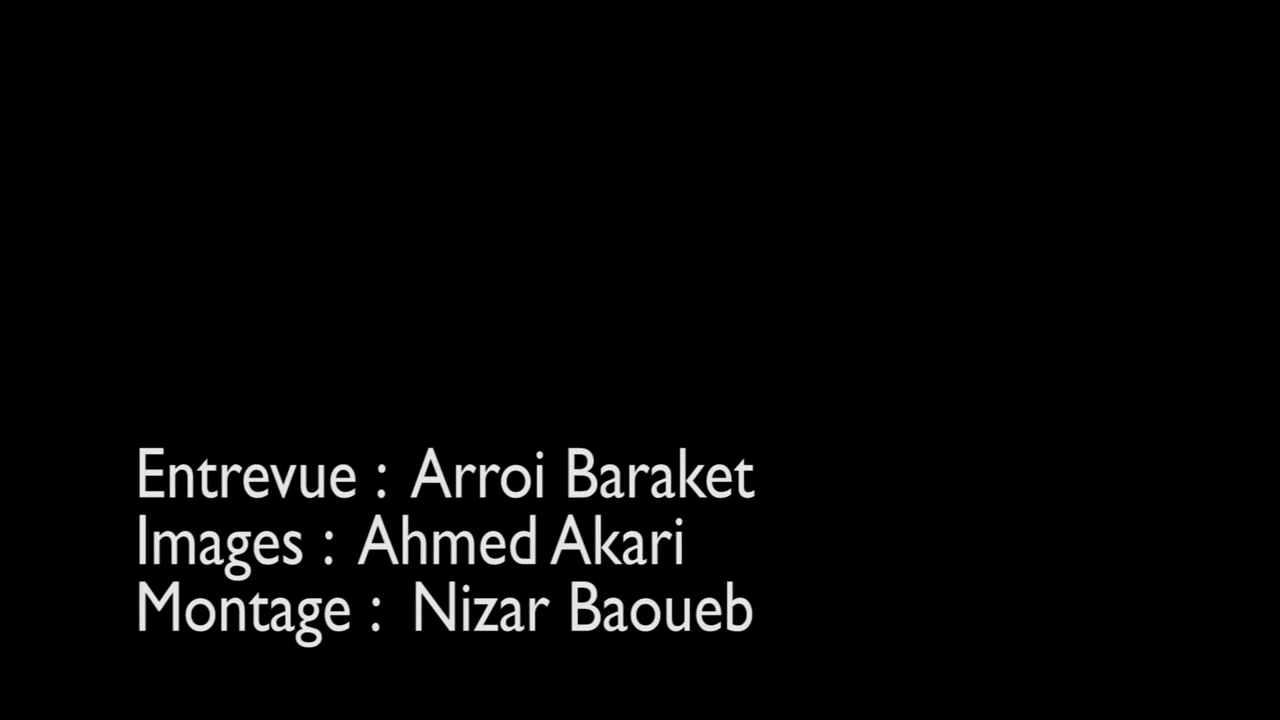 Entrevue : Arroi Baraket
Images : Ahmed Akari
Montage : Nizar Baoueb